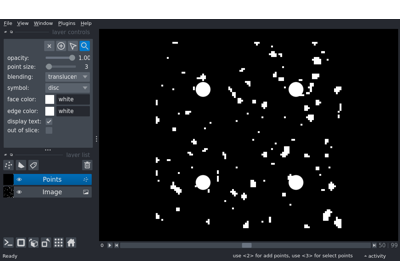 File View Window Plugins Help
layer controls
opacity: 1.00
point size: 3
blending: translucen
symbol: disc
face color: white
edge color: white
display text:
out of slice:
layer list
Points
Image
0 50 99
Ready use <2> for add points, use <3> for select points activity